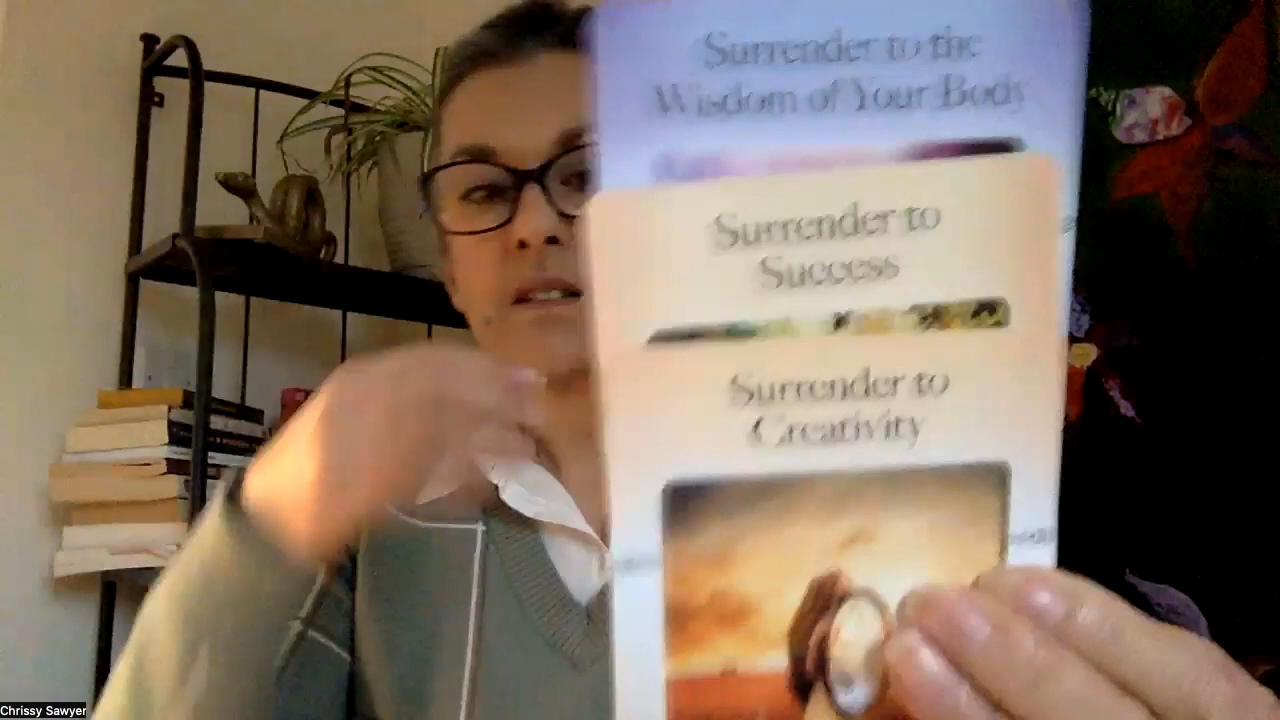 Surrender to the
Wisdom of Your Body
Surrender to
Success
Surrender to
Creativity
Chrissy Sawyer